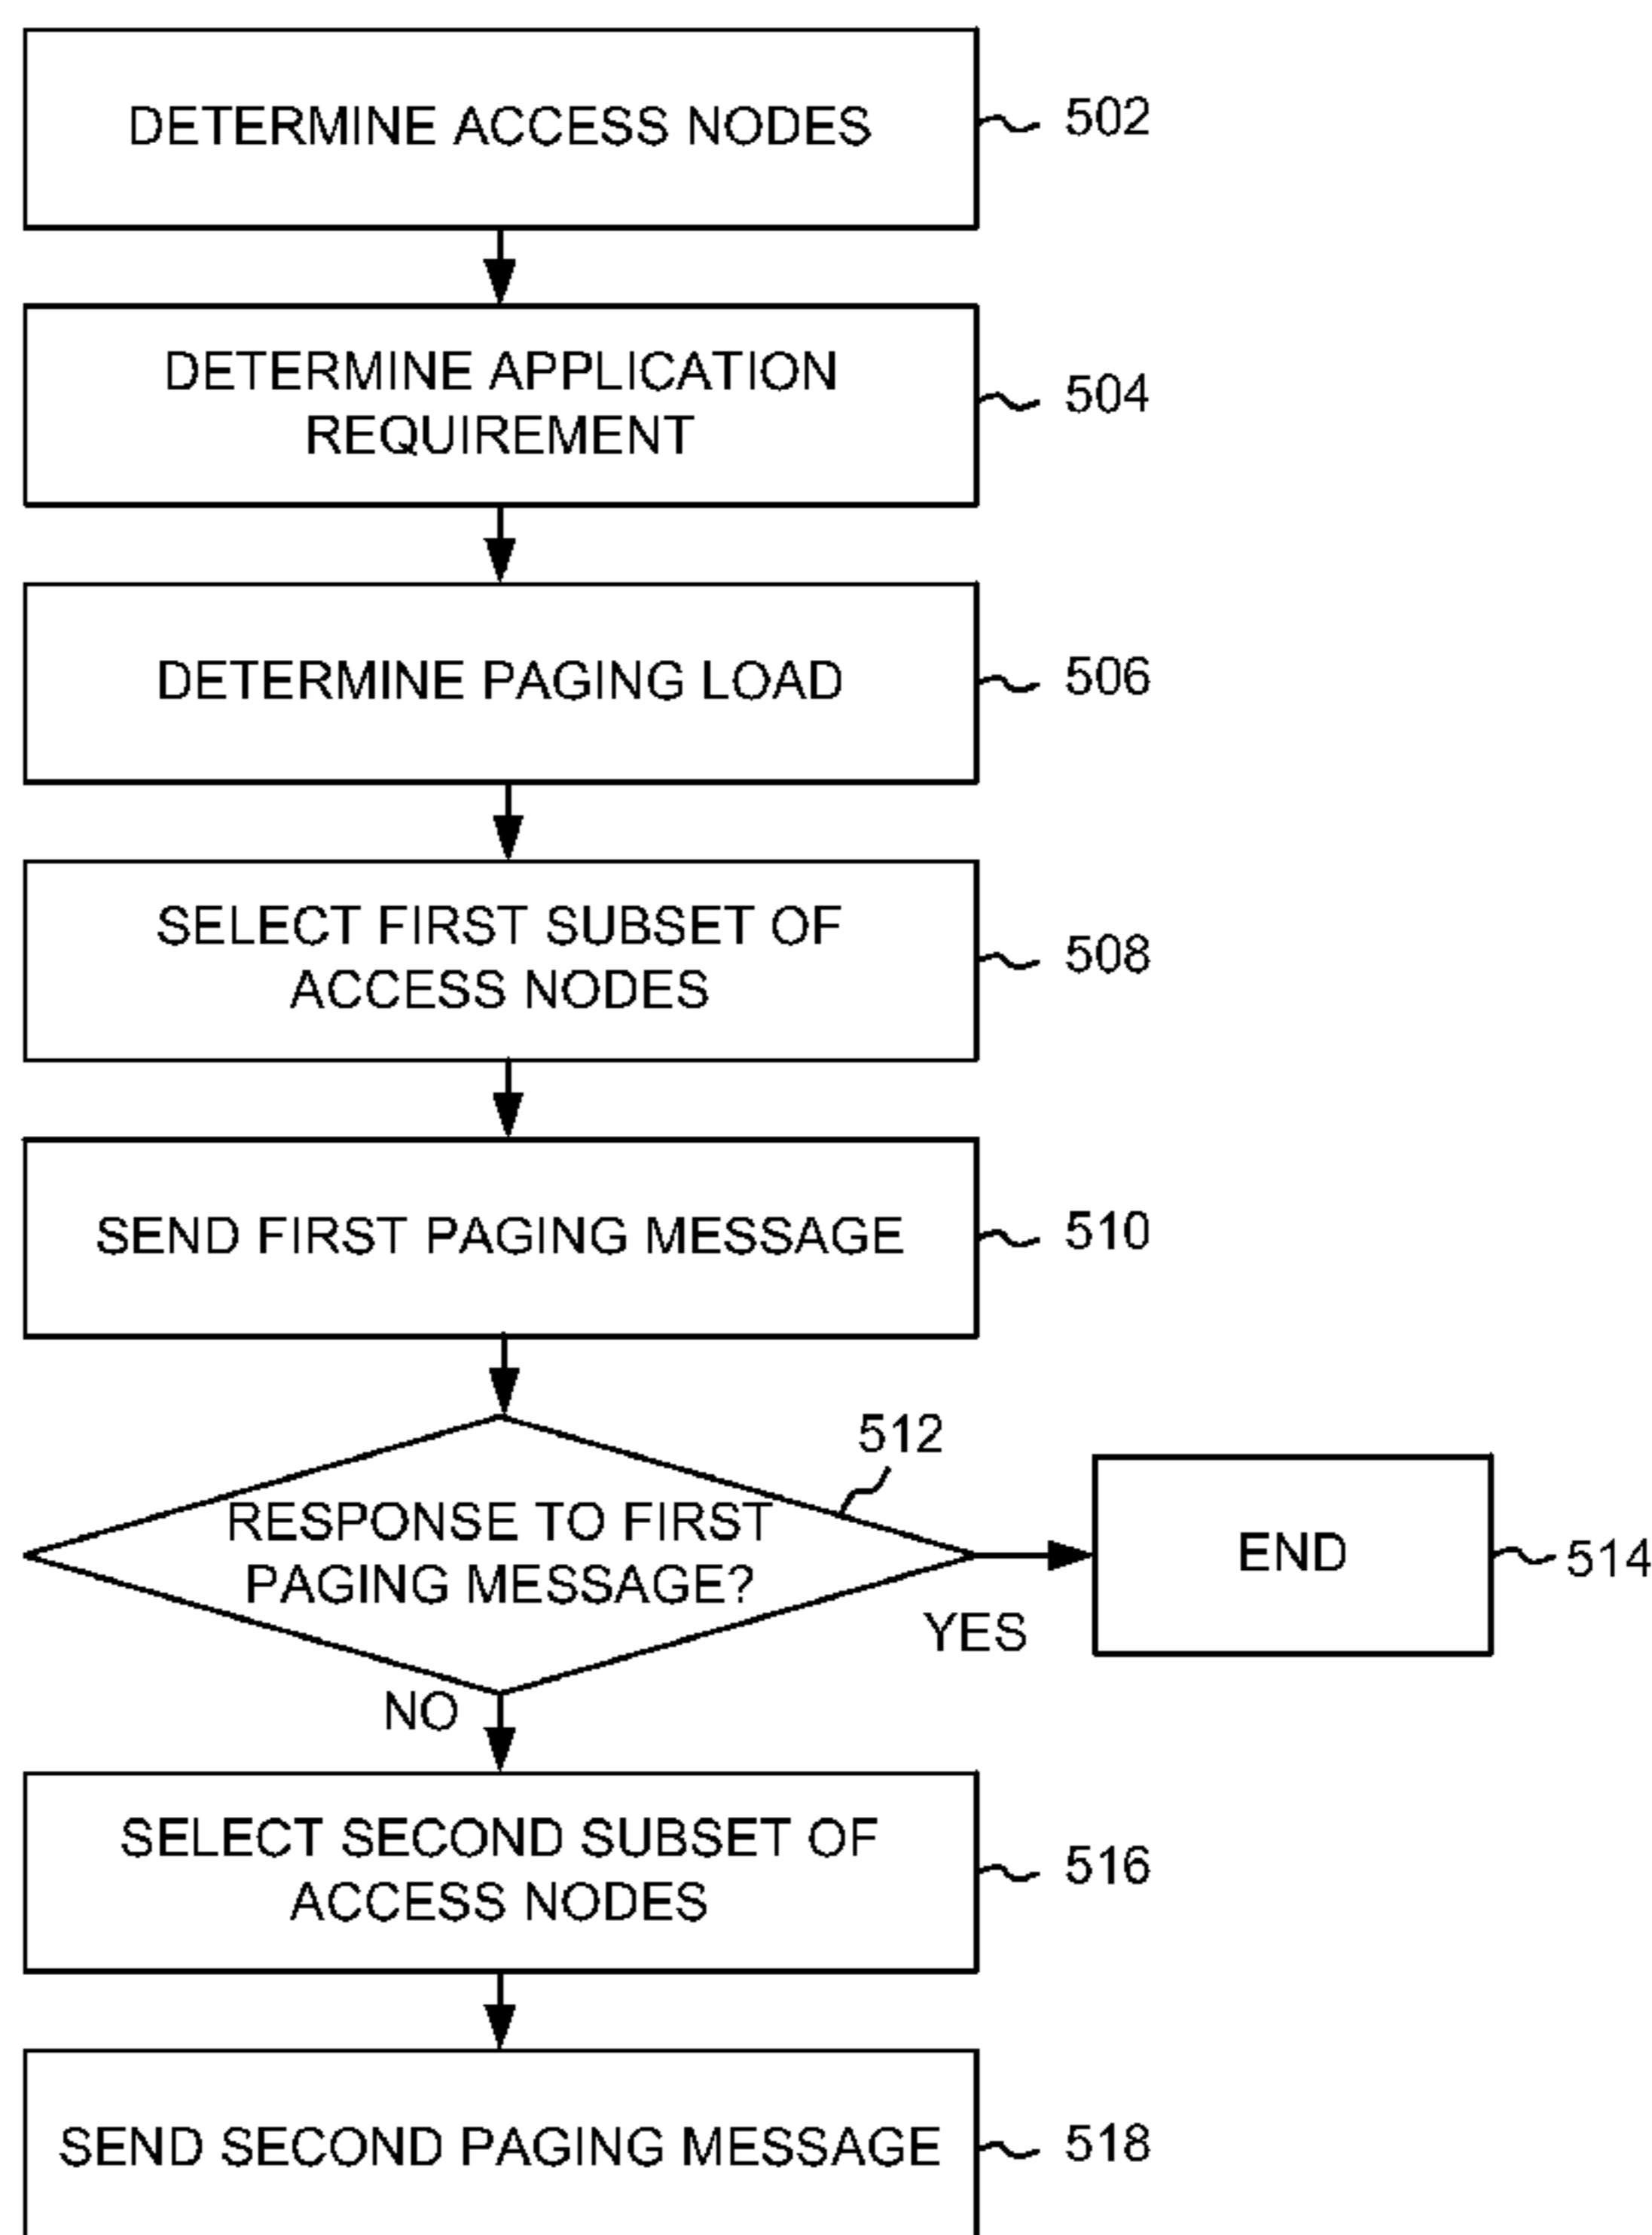 DETERMINE ACCESS NODES
502
DETERMINE APPLICATION
REQUIREMENT
504
DETERMINE PAGING LOAD
506
SELECT FIRST SUBSET OF
ACCESS NODES
508
SEND FIRST PAGING MESSAGE
510
512
RESPONSE TO FIRST
PAGING MESSAGE?
YES
END
514
NO
SELECT SECOND SUBSET OF
ACCESS NODES
516
SEND SECOND PAGING MESSAGE
518